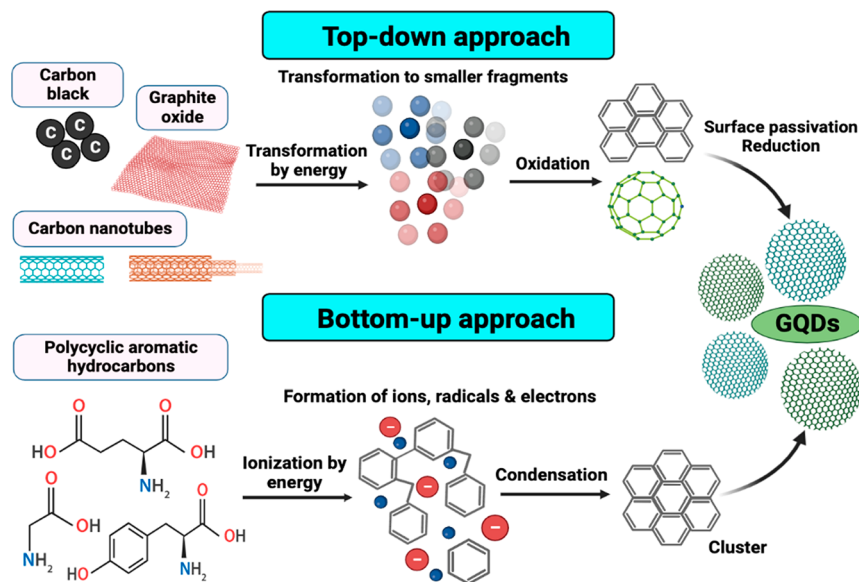 Top-down approach
Carbon
black
C
C
C
C
Graphite
oxide
Carbon nanotubes
Transformation
by energy
Transformation to smaller fragments
Oxidation
Surface passivation
Reduction
GQDs
Bottom-up approach
Polycyclic aromatic
hydrocarbons
O
O
HO
OH
NH2
O
OH
NH2
O
OH
NH2
HO
Ionization by
energy
Formation of ions, radicals & electrons
−
−
−
−
Condensation
Cluster